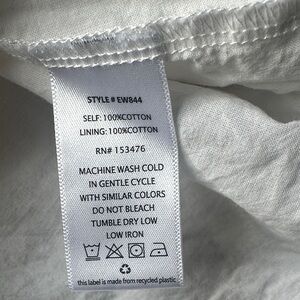 STYLE # EW844
SELF: 100%COTTON
LINING: 100%COTTON
RN# 153476
MACHINE WASH COLD
IN GENTLE CYCLE
WITH SIMILAR COLORS
DO NOT BLEACH
TUMBLE DRY LOW
LOW IRON
this label is made from recycled plastic